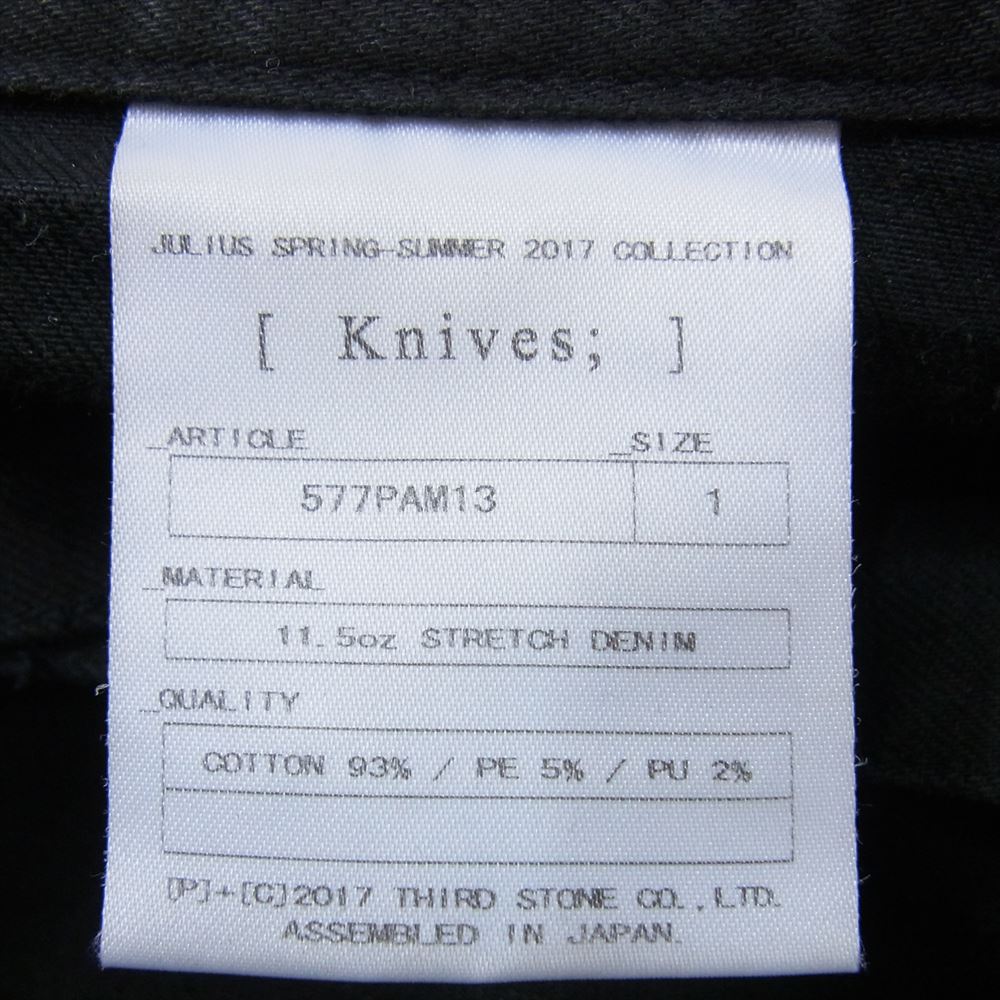 JULIUS SPRING-SUMMER 2017 COLLECTION
[ Knives; ]
_ARTICLE _SIZE
577PAM13 1
_MATERIAL
11.5oz STRETCH DENIM
_QUALITY
COTTON 93% / PE 5% / PU 2%
[P]+[C]2017 THIRD STONE CO.,LTD.
ASSEMBLED IN JAPAN.